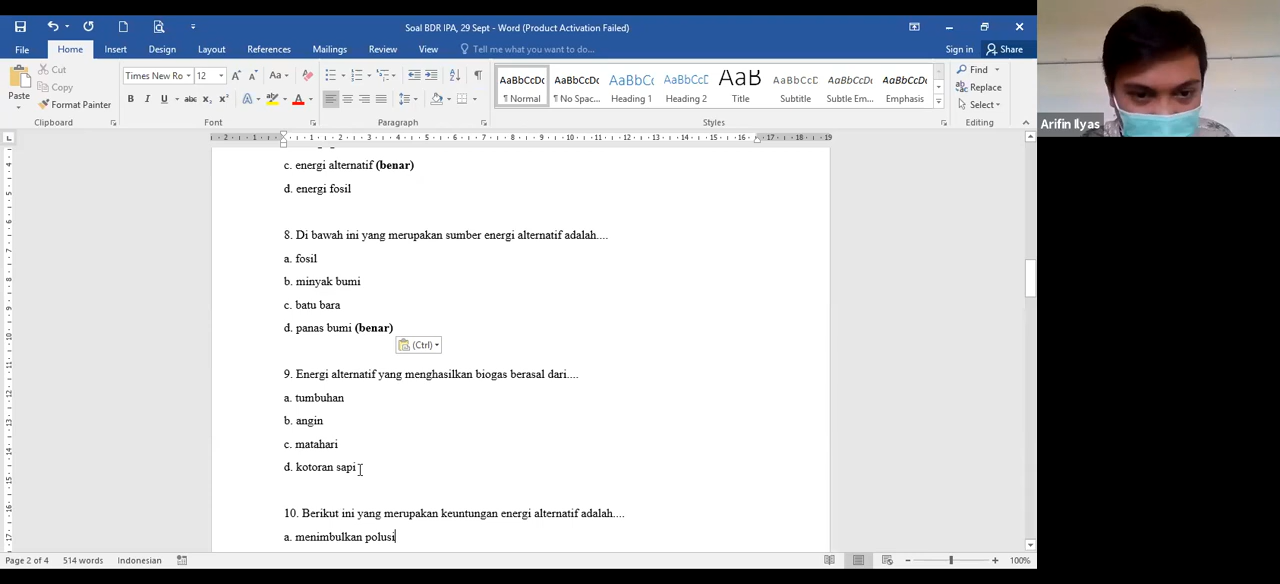 Soal BDR IPA, 29 Sept - Word (Product Activation Failed)
File Home Insert Design Layout References Mailings Review View Tell me what you want to do... Sign in Share
Paste
Cut
Copy
Format Painter
Clipboard
Times New Ro 12
Font
Paragraph
AaBbCcDc AaBbCcDc AaBbCc AaBbCcC AaB AaBbCcD AaBbCcDc AaBbCcDc
¶ Normal ¶ No Spac... Heading 1 Heading 2 Title Subtitle Subtle Em... Emphasis
Styles
Find
Replace
Select
Editing
Arifin Ilyas
c. energi alternatif (benar)
d. energi fosil
8. Di bawah ini yang merupakan sumber energi alternatif adalah....
a. fosil
b. minyak bumi
c. batu bara
d. panas bumi (benar)
(Ctrl)
9. Energi alternatif yang menghasilkan biogas berasal dari....
a. tumbuhan
b. angin
c. matahari
d. kotoran sapi
10. Berikut ini yang merupakan keuntungan energi alternatif adalah....
a. menimbulkan polusi
Page 2 of 4 514 words Indonesian 100%